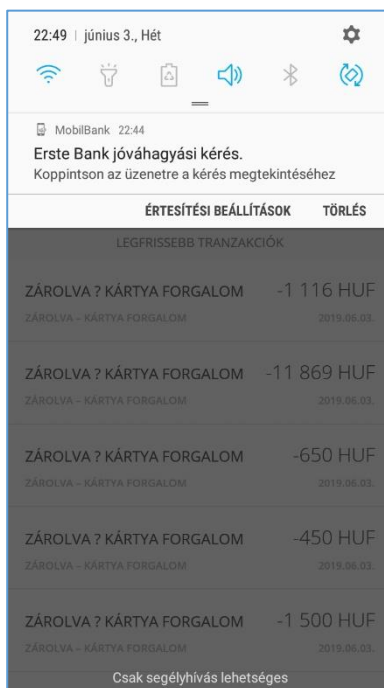 22:49 | június 3., Hét
MobilBank 22:44
Erste Bank jóváhagyási kérés.
Koppintson az üzenetre a kérés megtekintéséhez
ÉRTESÍTÉSI BEÁLLÍTÁSOK TÖRLÉS
LEGFRISSEBB TRANZAKCIÓK
ZÁROLVA ? KÁRTYA FORGALOM -1 116 HUF
ZÁROLVA – KÁRTYA FORGALOM 2019.06.03.
ZÁROLVA ? KÁRTYA FORGALOM -11 869 HUF
ZÁROLVA – KÁRTYA FORGALOM 2019.06.03.
ZÁROLVA ? KÁRTYA FORGALOM -650 HUF
ZÁROLVA – KÁRTYA FORGALOM 2019.06.03.
ZÁROLVA ? KÁRTYA FORGALOM -450 HUF
ZÁROLVA – KÁRTYA FORGALOM 2019.06.03.
ZÁROLVA ? KÁRTYA FORGALOM -1 500 HUF
ZÁROLVA – KÁRTYA FORGALOM 2019.06.03.
Csak segélyhívás lehetséges